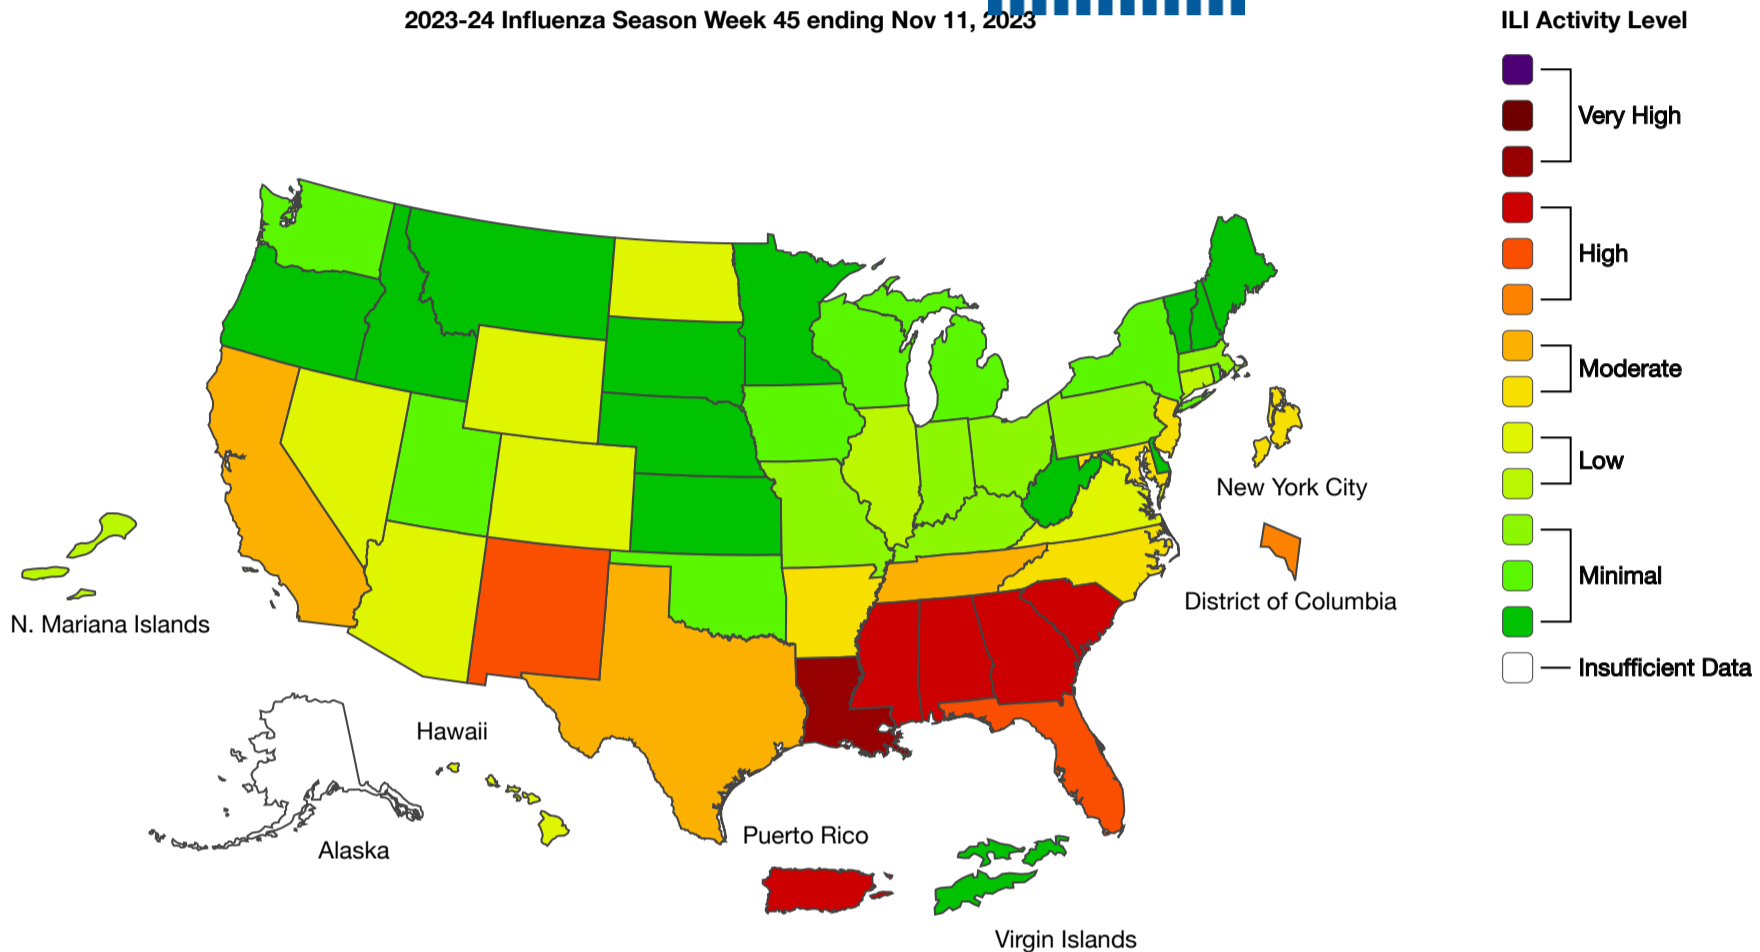 2023-24 Influenza Season Week 45 ending Nov 11, 2023
ILI Activity Level
Very High
High
Moderate
Low
Minimal
Insufficient Data
New York City
District of Columbia
N. Mariana Islands
Hawaii
Alaska
Puerto Rico
Virgin Islands